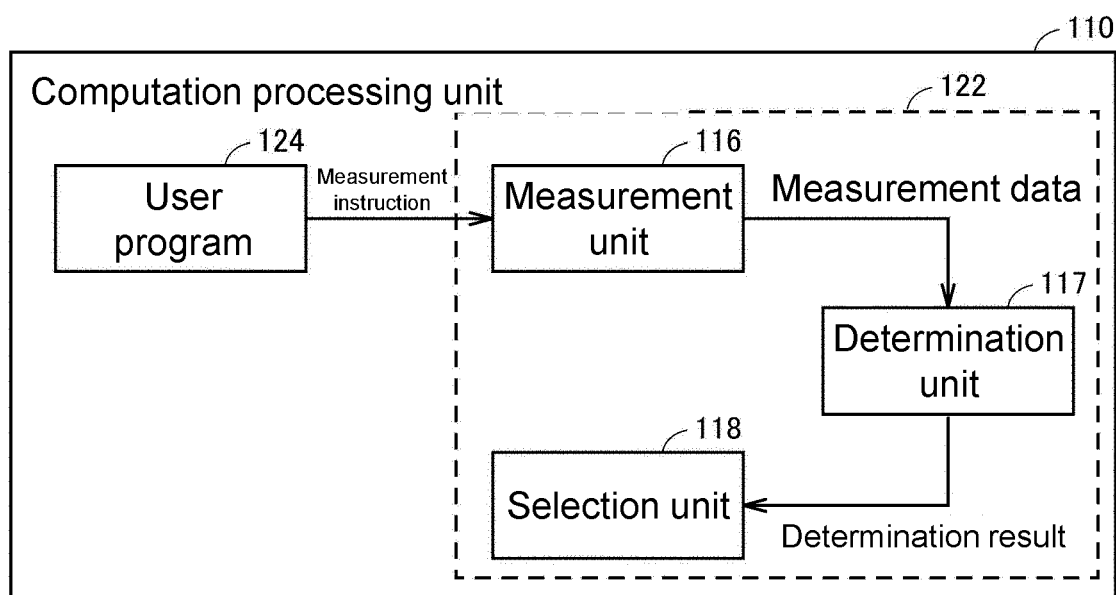 110
Computation processing unit
122
124
116
User
program
Measurement
instruction
Measurement
unit
Measurement data
117
Determination
unit
118
Selection unit
Determination result